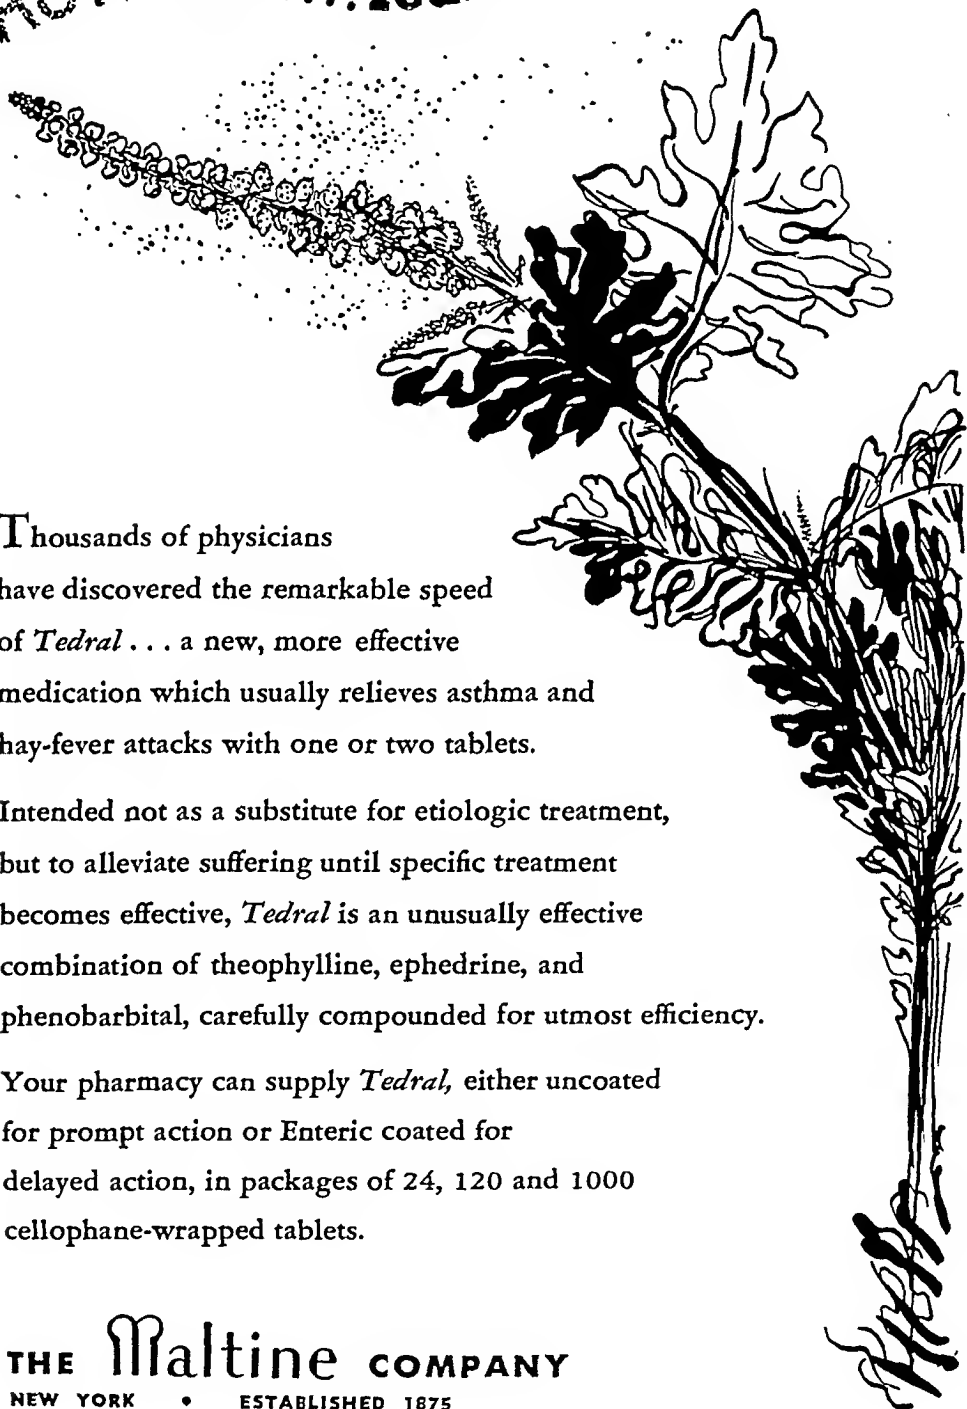 Thousands of physicians
have discovered the remarkable speed
of Tedral . . . a new, more effective
medication which usually relieves asthma and
hay-fever attacks with one or two tablets.
Intended not as a substitute for etiologic treatment,
but to alleviate suffering until specific treatment
becomes effective, Tedral is an unusually effective
combination of theophylline, ephedrine, and
phenobarbital, carefully compounded for utmost efficiency.
Your pharmacy can supply Tedral, either uncoated
for prompt action or Enteric coated for
delayed action, in packages of 24, 120 and 1000
cellophane-wrapped tablets.
THE Maltine COMPANY
NEW YORK • ESTABLISHED 1875